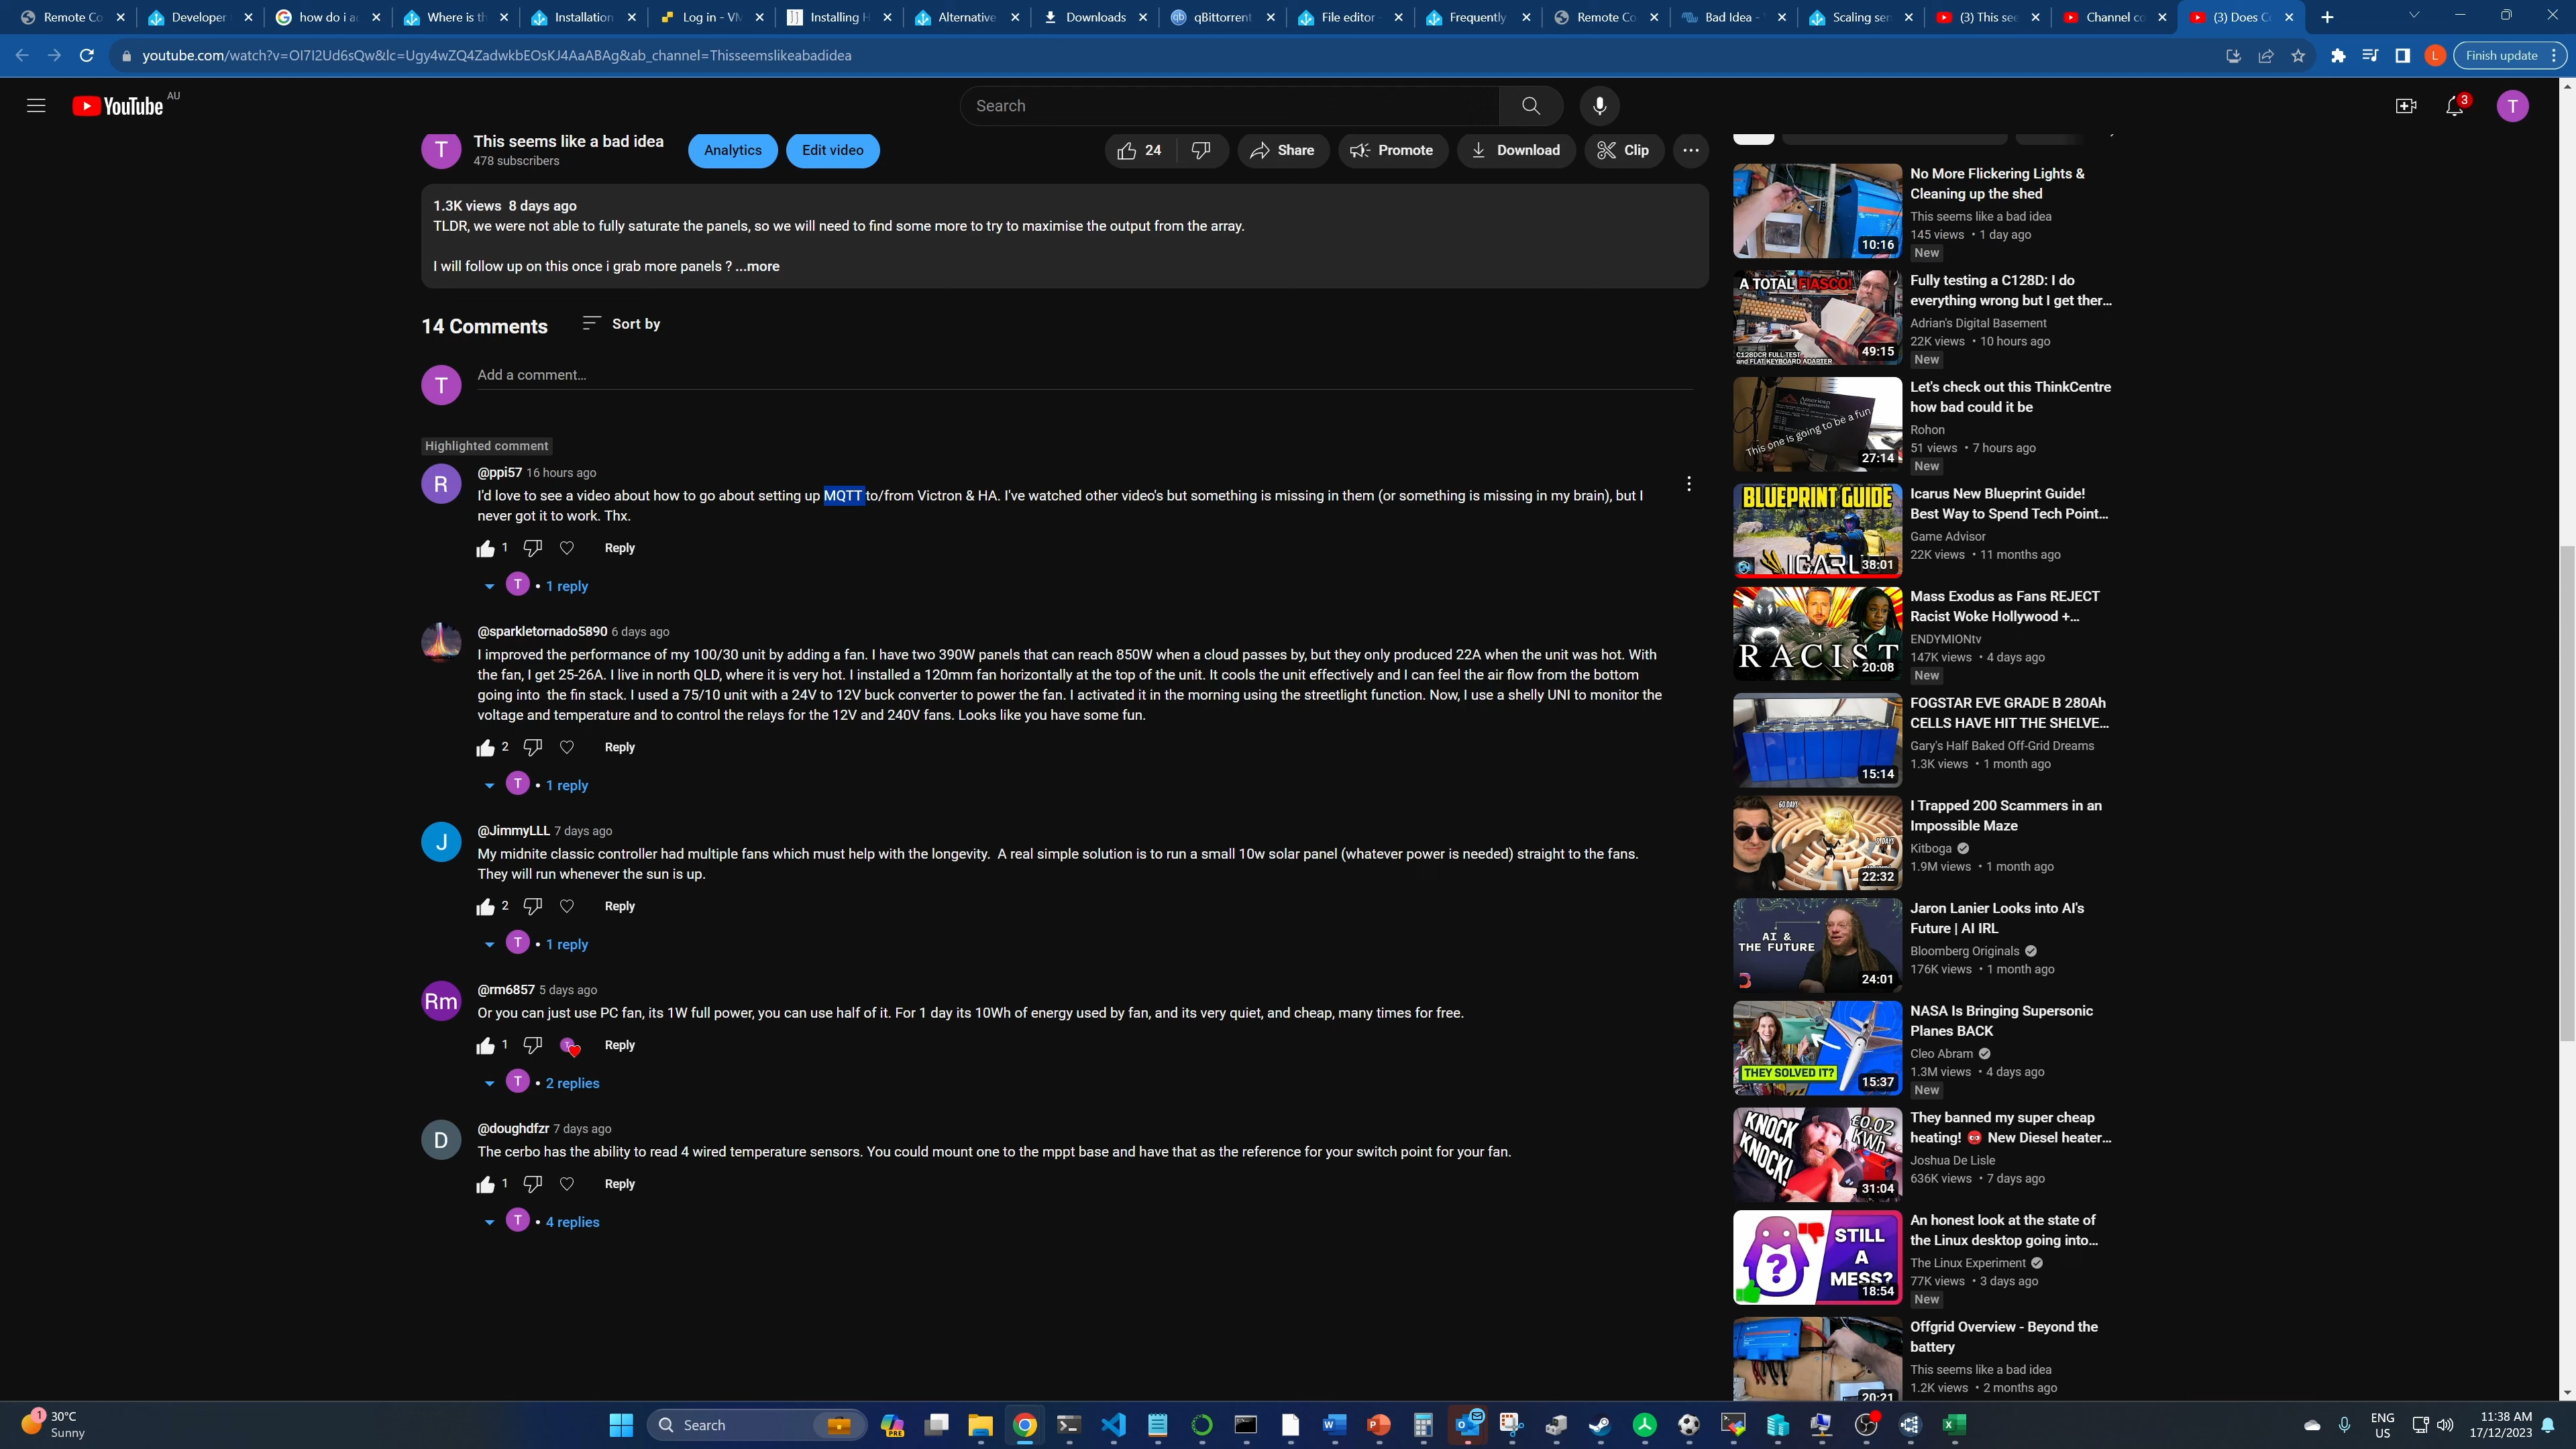 Remote Co
Developer
how do i a
Where is th
Installation
Log in - VM
Installing H
Alternative
Downloads
qBittorrent
File editor
Frequently
Remote Co
Bad Idea -
Scaling ser
(3) This see
Channel co
(3) Does Ce
youtube.com/watch?v=OI7I2Ud6sQw&lc=Ugy4wZQ4ZadwkbEOsKJ4AaABAg&ab_channel=Thisseemslikeabadidea
L
Finish update
YouTube AU
Search
3
T
T
This seems like a bad idea
478 subscribers
Analytics
Edit video
24
Share
Promote
Download
Clip
1.3K views 8 days ago
TLDR, we were not able to fully saturate the panels, so we will need to find some more to try to maximise the output from the array.
I will follow up on this once i grab more panels ? ...more
14 Comments
Sort by
T
Add a comment...
Highlighted comment
R
@ppi57 16 hours ago
I'd love to see a video about how to go about setting up MQTT to/from Victron & HA. I've watched other video's but something is missing in them (or something is missing in my brain), but I
never got it to work. Thx.
1
Reply
T • 1 reply
@sparkletornado5890 6 days ago
I improved the performance of my 100/30 unit by adding a fan. I have two 390W panels that can reach 850W when a cloud passes by, but they only produced 22A when the unit was hot. With
the fan, I get 25-26A. I live in north QLD, where it is very hot. I installed a 120mm fan horizontally at the top of the unit. It cools the unit effectively and I can feel the air flow from the bottom
going into the fin stack. I used a 75/10 unit with a 24V to 12V buck converter to power the fan. I activated it in the morning using the streetlight function. Now, I use a shelly UNI to monitor the
voltage and temperature and to control the relays for the 12V and 240V fans. Looks like you have some fun.
2
Reply
T • 1 reply
J
@JimmyLLL 7 days ago
My midnite classic controller had multiple fans which must help with the longevity. A real simple solution is to run a small 10w solar panel (whatever power is needed) straight to the fans.
They will run whenever the sun is up.
2
Reply
T • 1 reply
Rm
@rm6857 5 days ago
Or you can just use PC fan, its 1W full power, you can use half of it. For 1 day its 10Wh of energy used by fan, and its very quiet, and cheap, many times for free.
1
Reply
T • 2 replies
D
@doughdfzr 7 days ago
The cerbo has the ability to read 4 wired temperature sensors. You could mount one to the mppt base and have that as the reference for your switch point for your fan.
1
Reply
T • 4 replies
10:16
No More Flickering Lights &
Cleaning up the shed
This seems like a bad idea
145 views • 1 day ago
New
A TOTAL FIASCO!
C128DCR FULL-TEST
and FLAT KEYBOARD ADAPTER
49:15
Fully testing a C128D: I do
everything wrong but I get ther...
Adrian's Digital Basement
22K views • 10 hours ago
New
American
Megatrends
This one is going to be a fun
27:14
Let's check out this ThinkCentre
how bad could it be
Rohon
51 views • 7 hours ago
New
BLUEPRINT GUIDE
ICARUS
38:01
Icarus New Blueprint Guide!
Best Way to Spend Tech Point...
Game Advisor
22K views • 11 months ago
RACIST
20:08
Mass Exodus as Fans REJECT
Racist Woke Hollywood +...
ENDYMIONtv
147K views • 4 days ago
New
15:14
FOGSTAR EVE GRADE B 280Ah
CELLS HAVE HIT THE SHELVE...
Gary's Half Baked Off-Grid Dreams
1.3K views • 1 month ago
60 DAYS
22:32
I Trapped 200 Scammers in an
Impossible Maze
Kitboga
1.9M views • 1 month ago
AI &
THE FUTURE
24:01
Jaron Lanier Looks into AI's
Future | AI IRL
Bloomberg Originals
176K views • 1 month ago
THEY SOLVED IT?
15:37
NASA Is Bringing Supersonic
Planes BACK
Cleo Abram
1.3M views • 4 days ago
New
KNOCK
KNOCK!
£0.02
KWh
31:04
They banned my super cheap
heating! New Diesel heater...
Joshua De Lisle
636K views • 7 days ago
STILL
A
MESS?
18:54
An honest look at the state of
the Linux desktop going into...
The Linux Experiment
77K views • 3 days ago
New
20:21
Offgrid Overview - Beyond the
battery
This seems like a bad idea
1.2K views • 2 months ago
1
30°C
Sunny
Search
PRE
ENG
US
11:38 AM
17/12/2023